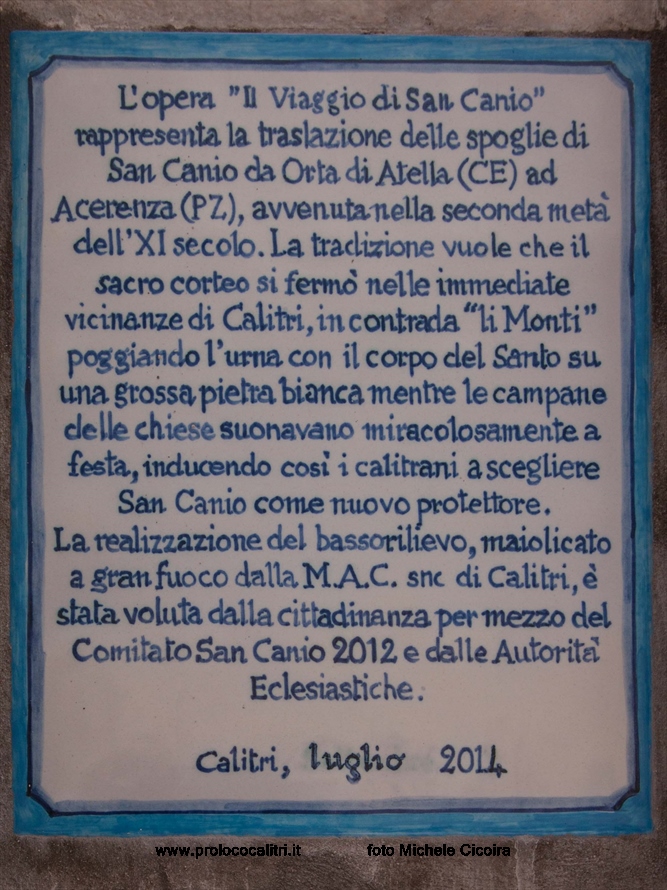 L'opera "Il Viaggio di San Canio"
rappresenta la traslazione delle spoglie di
San Canio da Orta di Atella (CE) ad
Acerenza (PZ), avvenuta nella seconda metà
dell'XI secolo. La tradizione vuole che il
sacro corteo si fermò nelle immediate
vicinanze di Calitri, in contrada "li Monti"
poggiando l'urna con il corpo del Santo su
una grossa pietra bianca mentre le campane
delle chiese suonavano miracolosamente a
festa, inducendo così i calitrani a scegliere
San Canio come nuovo protettore.
La realizzazione del bassorilievo, maiolicato
a gran fuoco dalla M.A.C. snc di Calitri, è
stata voluta dalla cittadinanza per mezzo del
Comitato San Canio 2012 e dalle Autorità
Eclesiastiche.
Calitri, luglio 2014
www.prolococalitri.it foto Michele Cicoira